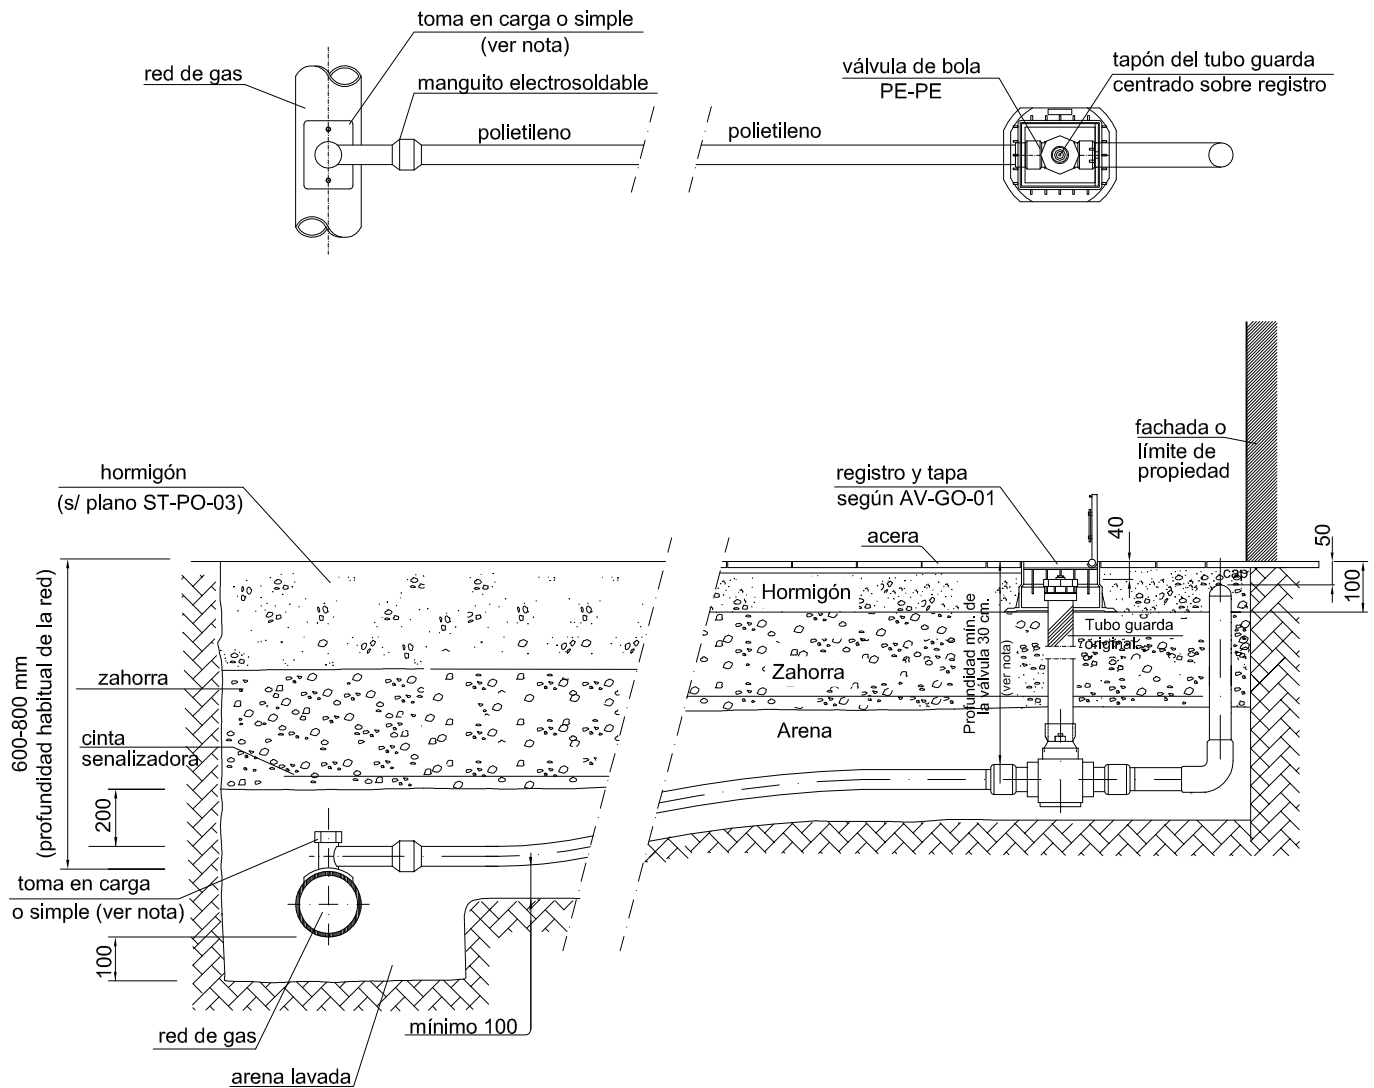 toma en carga o simple
(ver nota)
red de gas
manguito electrosoldable
polietileno
polietileno
válvula de bola
PE-PE
tapón del tubo guarda
centrado sobre registro
fachada o
límite de
propiedad
hormigón
(s/ plano ST-PO-03)
registro y tapa
según AV-GO-01
40
50
acera
cap
100
Hormigón
Profundidad min. de
la válvula 30 cm.
(ver nota)
Tubo guarda
original
600-800 mm
(profundidad habitual de la red)
zahorra
Zahorra
Arena
cinta
senalizadora
200
toma en carga
o simple (ver nota)
100
mínimo 100
red de gas
arena lavada